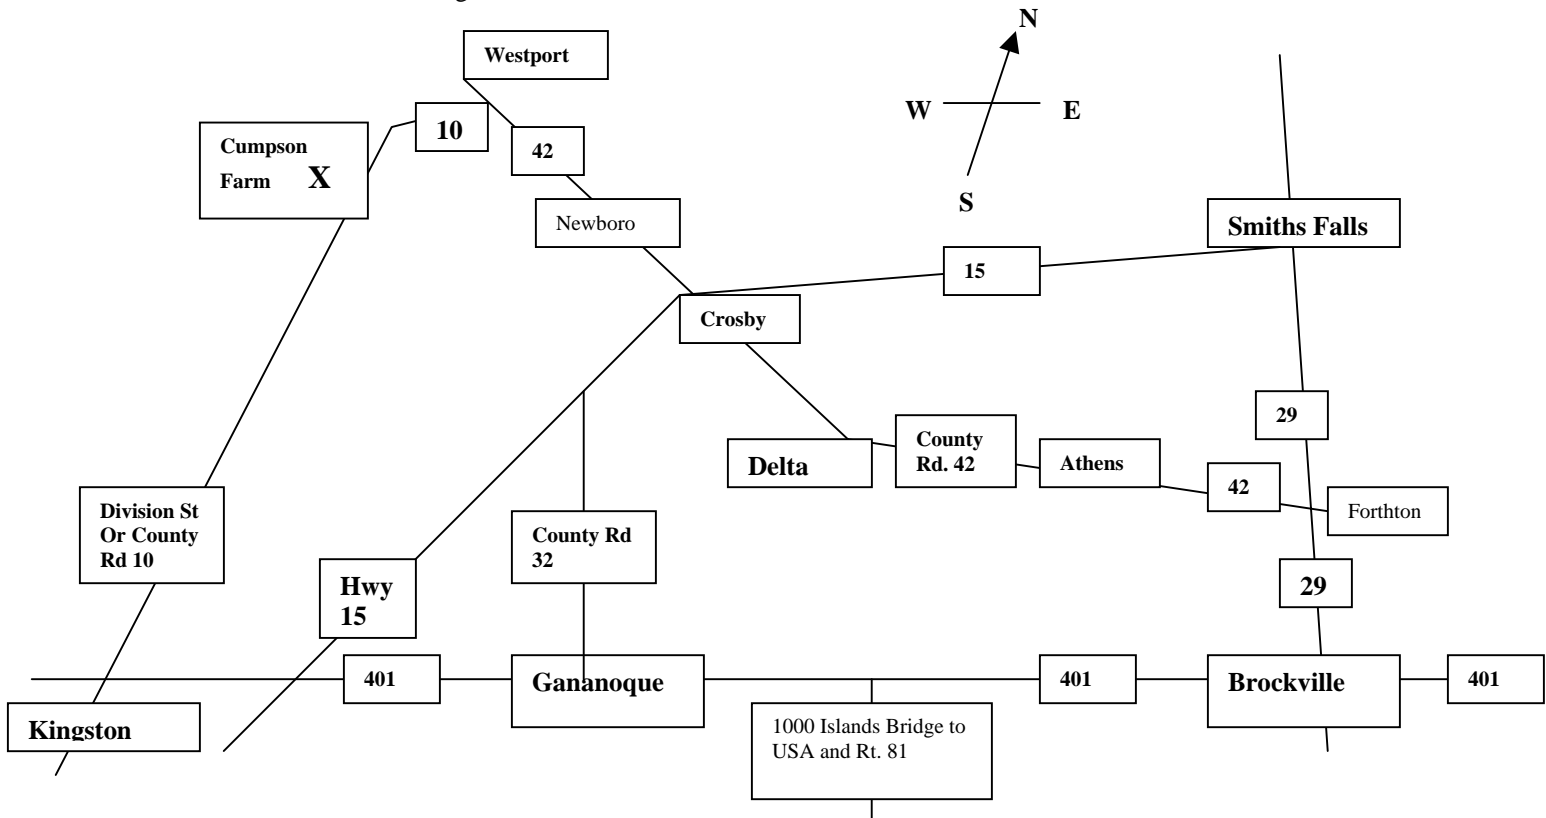 N
Westport
W
E
10
Cumpson
Farm X
42
S
Newboro
Smiths Falls
15
Crosby
29
County
Rd. 42
Delta
Athens
42
Division St
Or County
Rd 10
Forthton
County Rd
32
Hwy
15
29
401
Gananoque
401
Brockville
401
Kingston
1000 Islands Bridge to
USA and Rt. 81